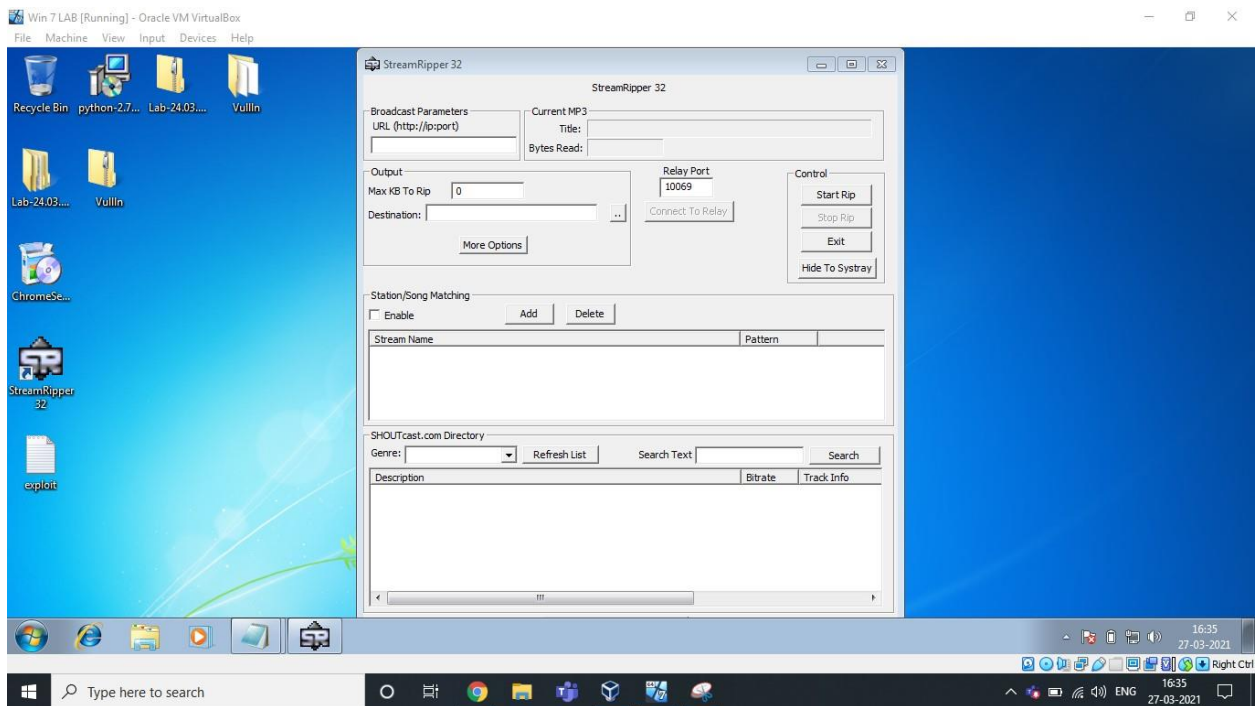 Win 7 LAB [Running] - Oracle VM VirtualBox
File Machine View Input Devices Help
Recycle Bin
python-2.7...
Lab-24.03....
VullIn
Lab-24.03....
VullIn
ChromeSe...
StreamRipper
32
exploit
StreamRipper 32
StreamRipper 32
Broadcast Parameters
URL (http://ip:port)
Current MP3
Title:
Bytes Read:
Output
Max KB To Rip 0
Destination:
..
More Options
Relay Port
10069
Connect To Relay
Control
Start Rip
Stop Rip
Exit
Hide To Systray
Station/Song Matching
Enable Add Delete
Stream Name Pattern
SHOUTcast.com Directory
Genre: Refresh List Search Text Search
Description Bitrate Track Info
16:35
27-03-2021
Right Ctrl
Type here to search
ENG
16:35
27-03-2021